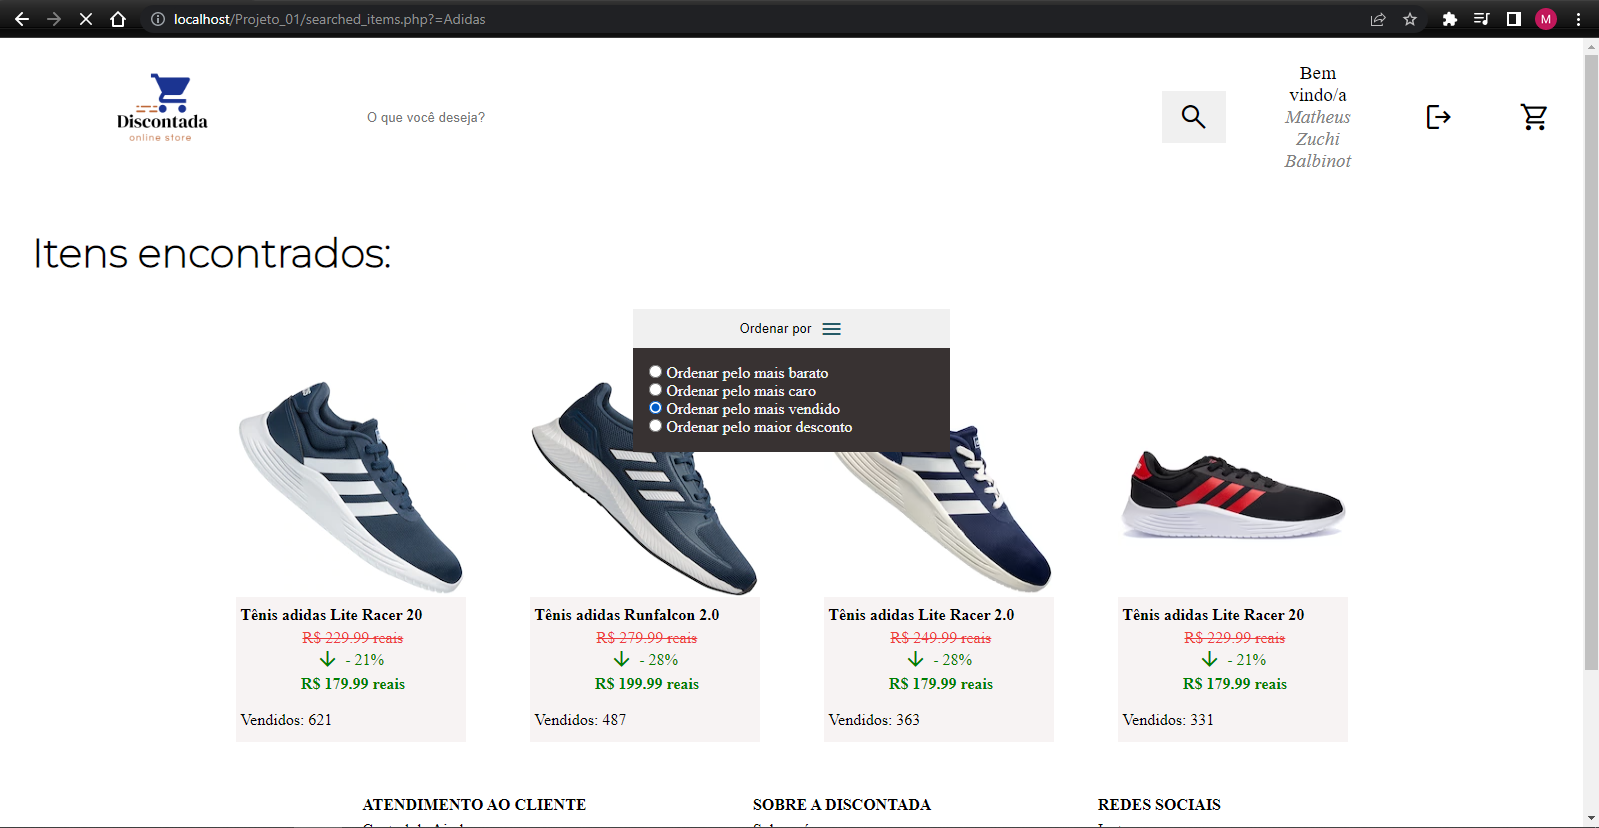 localhost/Projeto_01/searched_items.php?=Adidas
M
Discontada
online store
O que você deseja?
Bem
vindo/a
Matheus
Zuchi
Balbinot
Itens encontrados:
Ordenar por
Ordenar pelo mais barato
Ordenar pelo mais caro
Ordenar pelo mais vendido
Ordenar pelo maior desconto
Tênis adidas Lite Racer 20
R$ 229.99 reais
- 21%
R$ 179.99 reais
Vendidos: 621
Tênis adidas Runfalcon 2.0
R$ 279.99 reais
- 28%
R$ 199.99 reais
Vendidos: 487
Tênis adidas Lite Racer 2.0
R$ 249.99 reais
- 28%
R$ 179.99 reais
Vendidos: 363
Tênis adidas Lite Racer 20
R$ 229.99 reais
- 21%
R$ 179.99 reais
Vendidos: 331
ATENDIMENTO AO CLIENTE
SOBRE A DISCONTADA
REDES SOCIAIS